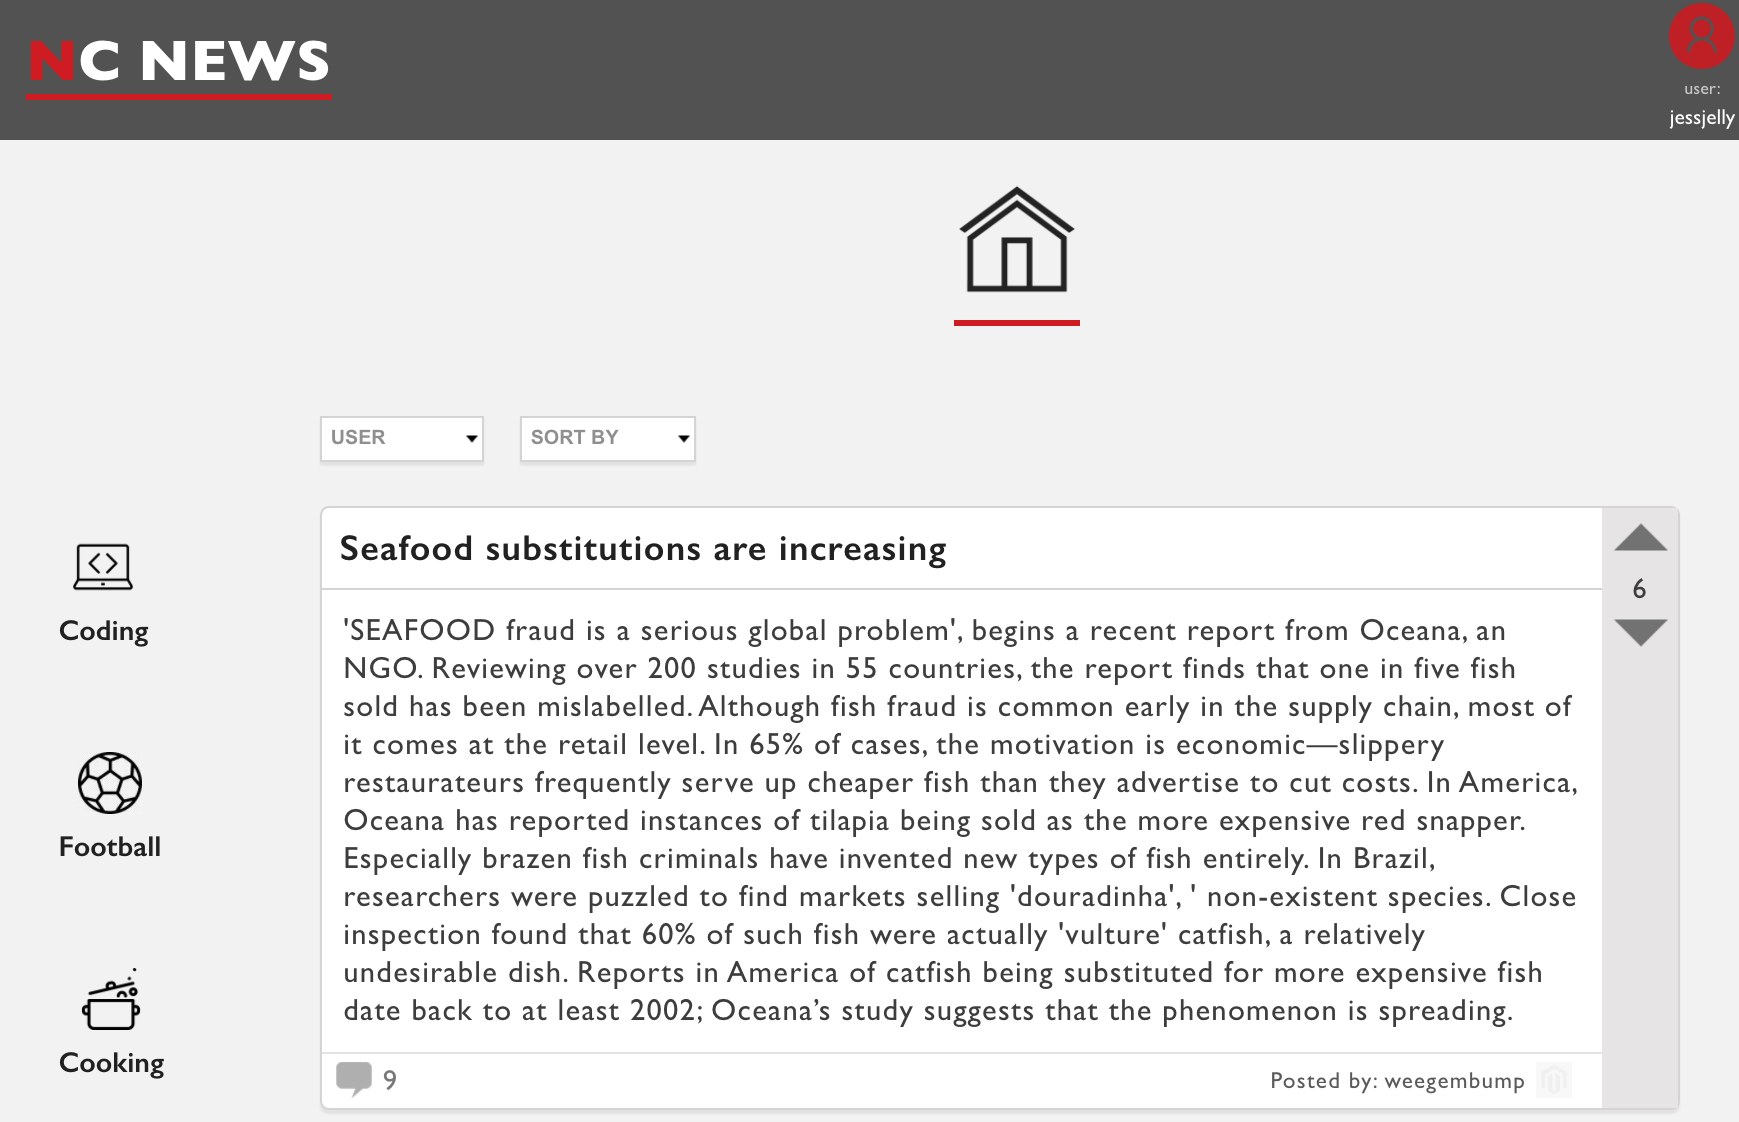 NC NEWS
user:
jessjelly
USER
SORT BY
Coding
Football
Cooking
Seafood substitutions are increasing
'SEAFOOD fraud is a serious global problem', begins a recent report from Oceana, an
NGO. Reviewing over 200 studies in 55 countries, the report finds that one in five fish
sold has been mislabelled. Although fish fraud is common early in the supply chain, most of
it comes at the retail level. In 65% of cases, the motivation is economic—slippery
restaurateurs frequently serve up cheaper fish than they advertise to cut costs. In America,
Oceana has reported instances of tilapia being sold as the more expensive red snapper.
Especially brazen fish criminals have invented new types of fish entirely. In Brazil,
researchers were puzzled to find markets selling 'douradinha', ' non-existent species. Close
inspection found that 60% of such fish were actually 'vulture' catfish, a relatively
undesirable dish. Reports in America of catfish being substituted for more expensive fish
date back to at least 2002; Oceana’s study suggests that the phenomenon is spreading.
6
9
Posted by: weegembump